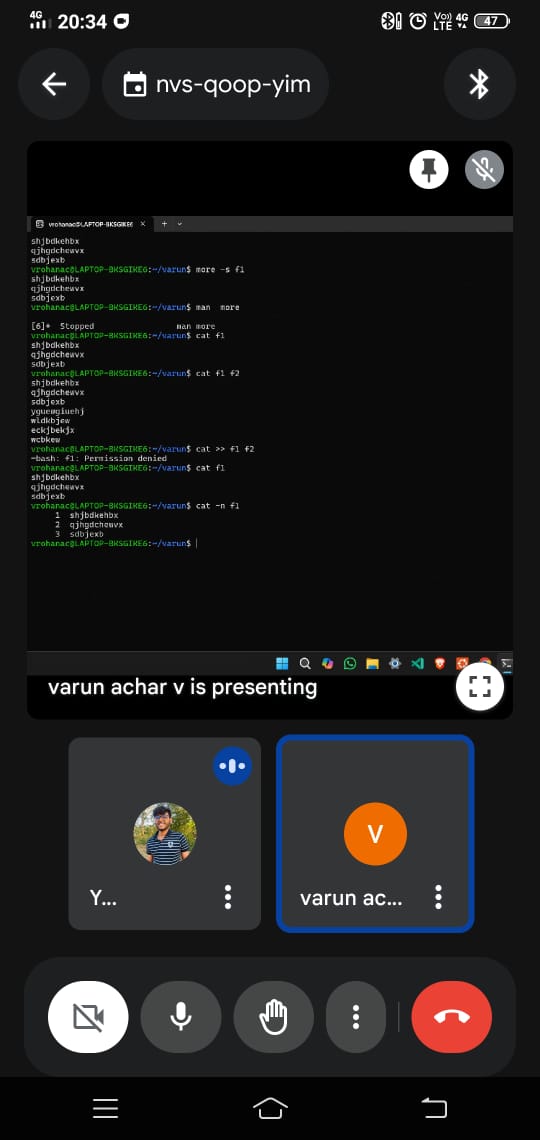 4G 20:34 Vo) LTE 4G 47
nvs-qoop-yim
vrohanac@LAPTOP-BKSGIKE6: × + ⌄
shjbdkehbx
qjhgdchewvx
sdbjexb
vrohanac@LAPTOP-BKSGIKE6:~/varun$ more -s f1
shjbdkehbx
qjhgdchewvx
sdbjexb
vrohanac@LAPTOP-BKSGIKE6:~/varun$ man  more
[6]+  Stopped                 man more
vrohanac@LAPTOP-BKSGIKE6:~/varun$ cat f1
shjbdkehbx
qjhgdchewvx
sdbjexb
vrohanac@LAPTOP-BKSGIKE6:~/varun$ cat f1 f2
shjbdkehbx
qjhgdchewvx
sdbjexb
yguewgiuehj
wldkbjew
eckjbekjx
wcbkew
vrohanac@LAPTOP-BKSGIKE6:~/varun$ cat >> f1 f2
-bash: f1: Permission denied
vrohanac@LAPTOP-BKSGIKE6:~/varun$ cat f1
shjbdkehbx
qjhgdchewvx
sdbjexb
vrohanac@LAPTOP-BKSGIKE6:~/varun$ cat -n f1
     1  shjbdkehbx
     2  qjhgdchewvx
     3  sdbjexb
vrohanac@LAPTOP-BKSGIKE6:~/varun$
varun achar v is presenting
V
Y... varun ac...